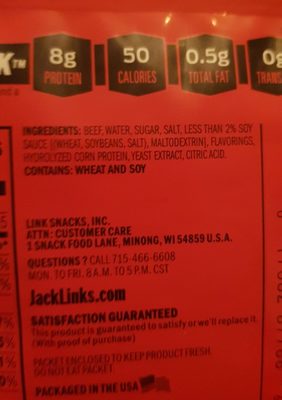 K™
8g
PROTEIN
50
CALORIES
0.5g
TOTAL FAT
0g
TRANS
INGREDIENTS: BEEF, WATER, SUGAR, SALT, LESS THAN 2% SOY
SAUCE [(WHEAT, SOYBEANS, SALT), MALTODEXTRIN], FLAVORINGS,
HYDROLYZED CORN PROTEIN, YEAST EXTRACT, CITRIC ACID.
CONTAINS: WHEAT AND SOY
LINK SNACKS, INC.
ATTN: CUSTOMER CARE
1 SNACK FOOD LANE, MINONG, WI 54859 U.S.A.
QUESTIONS ? CALL 715-466-6608
MON. TO FRI. 8 A.M. TO 5 P.M. CST
JackLinks.com
SATISFACTION GUARANTEED
This product is guaranteed to satisfy or we'll replace it.
(With proof of purchase)
PACKET ENCLOSED TO KEEP PRODUCT FRESH.
DO NOT EAT PACKET.
PACKAGED IN THE USA